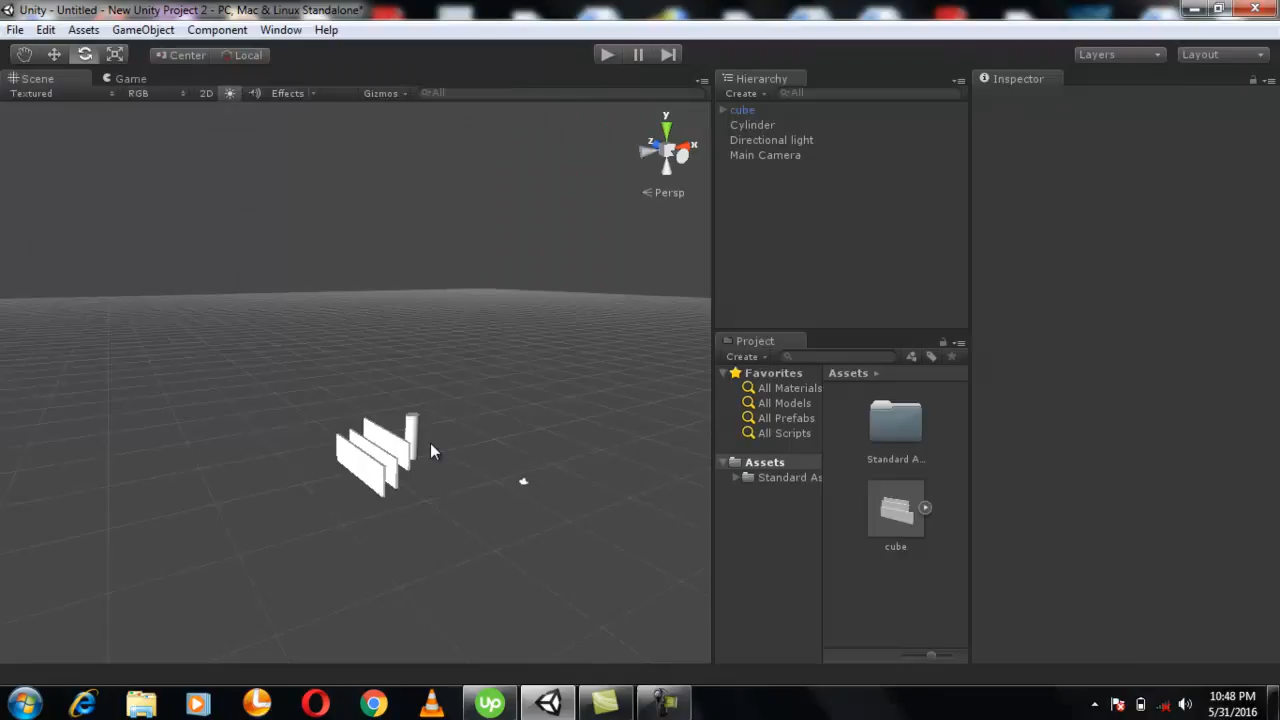 Unity - Untitled - New Unity Project 2 - PC, Mac & Linux Standalone*
File Edit Assets GameObject Component Window Help
Center Local Layers Layout
Scene Game
Textured RGB 2D Effects Gizmos All
y
z x
Persp
Hierarchy
Create All
cube
Cylinder
Directional light
Main Camera
Project
Create
Favorites
All Materials
All Models
All Prefabs
All Scripts
Assets
Standard As
Assets
Standard A...
cube
Inspector
Up
10:48 PM
5/31/2016